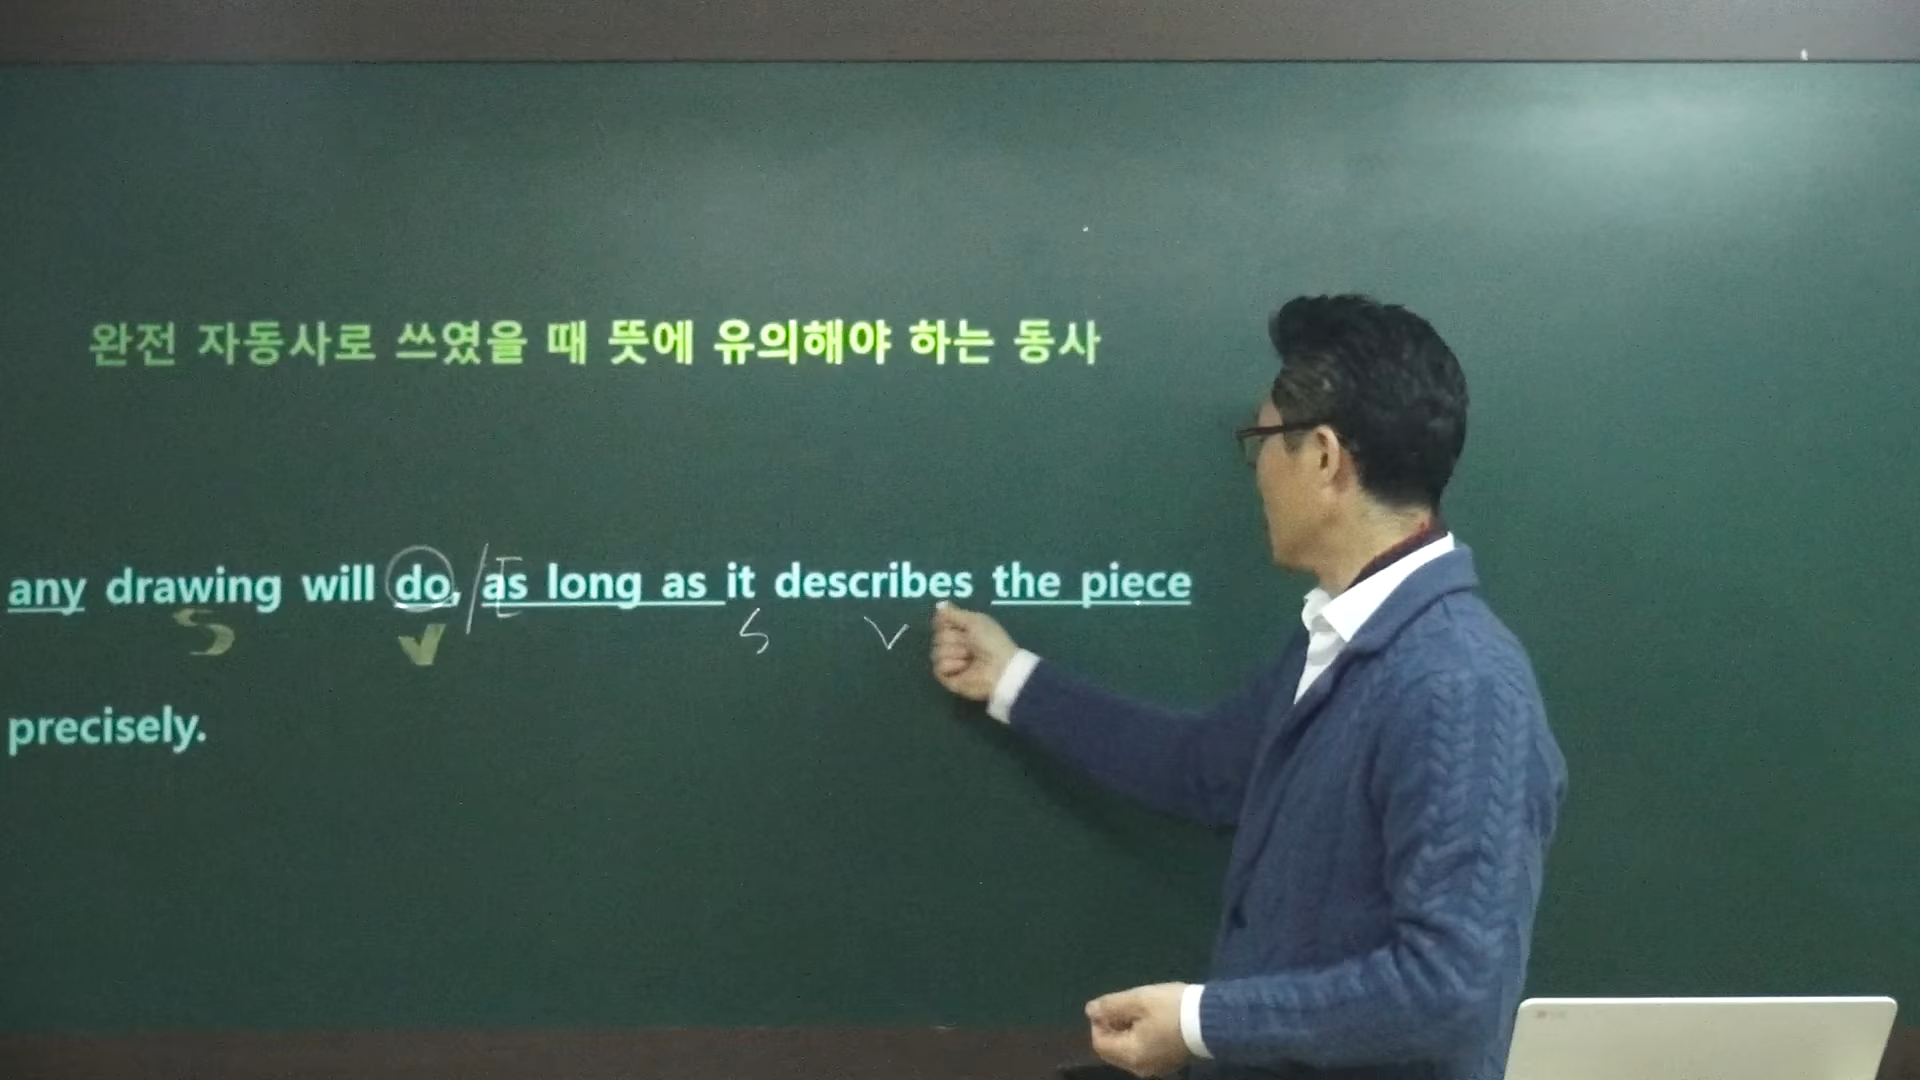 완전 자동사로 쓰였을 때 뜻에 유의해야 하는 동사
any drawing will do, as long as it describes the piece
S V S V
precisely.